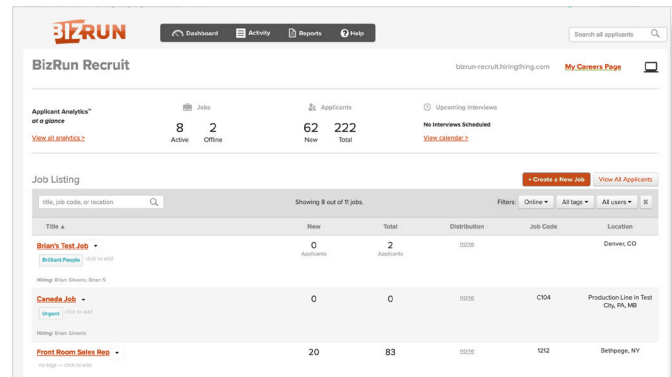 BIZRUN
Dashboard Activity Reports Help
Search all applicants
BizRun Recruit
bizrun-recruit.hiringthing.com My Careers Page
Applicant Analytics™
at a glance
View all analytics >
Jobs
8 2
Active Offline
Applicants
62 222
New Total
Upcoming Interviews
No Interviews Scheduled
View calendar >
Job Listing
+ Create a New Job View All Applicants
title, job code, or location
Showing 8 out of 11 jobs.
Filters: Online All tags All users
Title New Total Distribution Job Code Location
Brian's Test Job 0 2 none Denver, CO
Applicants Applicants
Brilliant People click to add
Hiring: Brian Silverio, Brian S
Canada Job 0 0 none C104 Production Line in Test
City, PA, MB
Urgent click to add
Hiring: Brian Silverio
Front Room Sales Rep 20 83 none 1212 Bethpage, NY
no tags — click to add